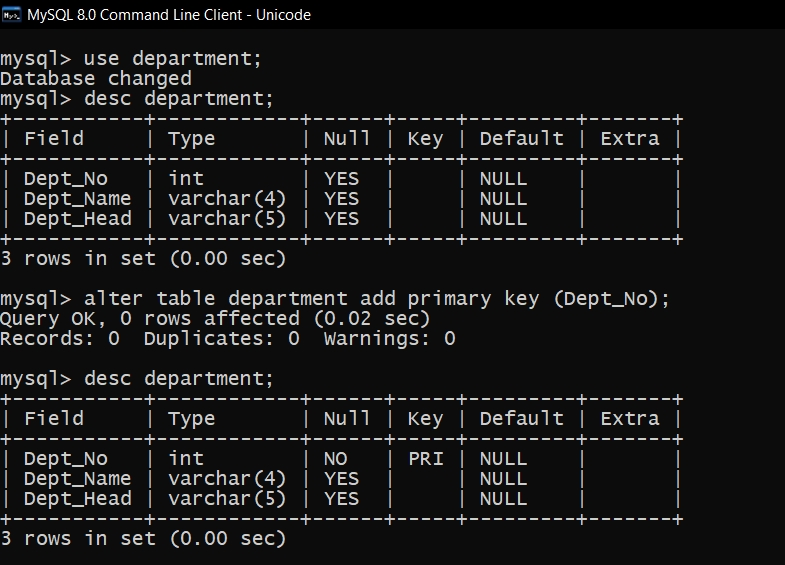 MySQL 8.0 Command Line Client - Unicode
mysql> use department;
Database changed
mysql> desc department;
+-----------+------------+------+-----+---------+-------+
| Field     | Type       | Null | Key | Default | Extra |
+-----------+------------+------+-----+---------+-------+
| Dept_No   | int        | YES  |     | NULL    |       |
| Dept_Name | varchar(4) | YES  |     | NULL    |       |
| Dept_Head | varchar(5) | YES  |     | NULL    |       |
+-----------+------------+------+-----+---------+-------+
3 rows in set (0.00 sec)
mysql> alter table department add primary key (Dept_No);
Query OK, 0 rows affected (0.02 sec)
Records: 0  Duplicates: 0  Warnings: 0
mysql> desc department;
+-----------+------------+------+-----+---------+-------+
| Field     | Type       | Null | Key | Default | Extra |
+-----------+------------+------+-----+---------+-------+
| Dept_No   | int        | NO   | PRI | NULL    |       |
| Dept_Name | varchar(4) | YES  |     | NULL    |       |
| Dept_Head | varchar(5) | YES  |     | NULL    |       |
+-----------+------------+------+-----+---------+-------+
3 rows in set (0.00 sec)